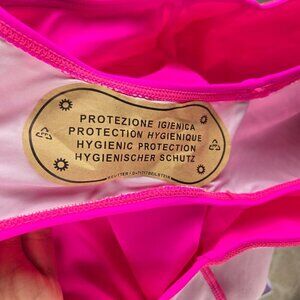 PROTEZIONE IGIENICA
PROTECTION HYGIENIQUE
HYGIENIC PROTECTION
HYGIENISCHER SCHUTZ